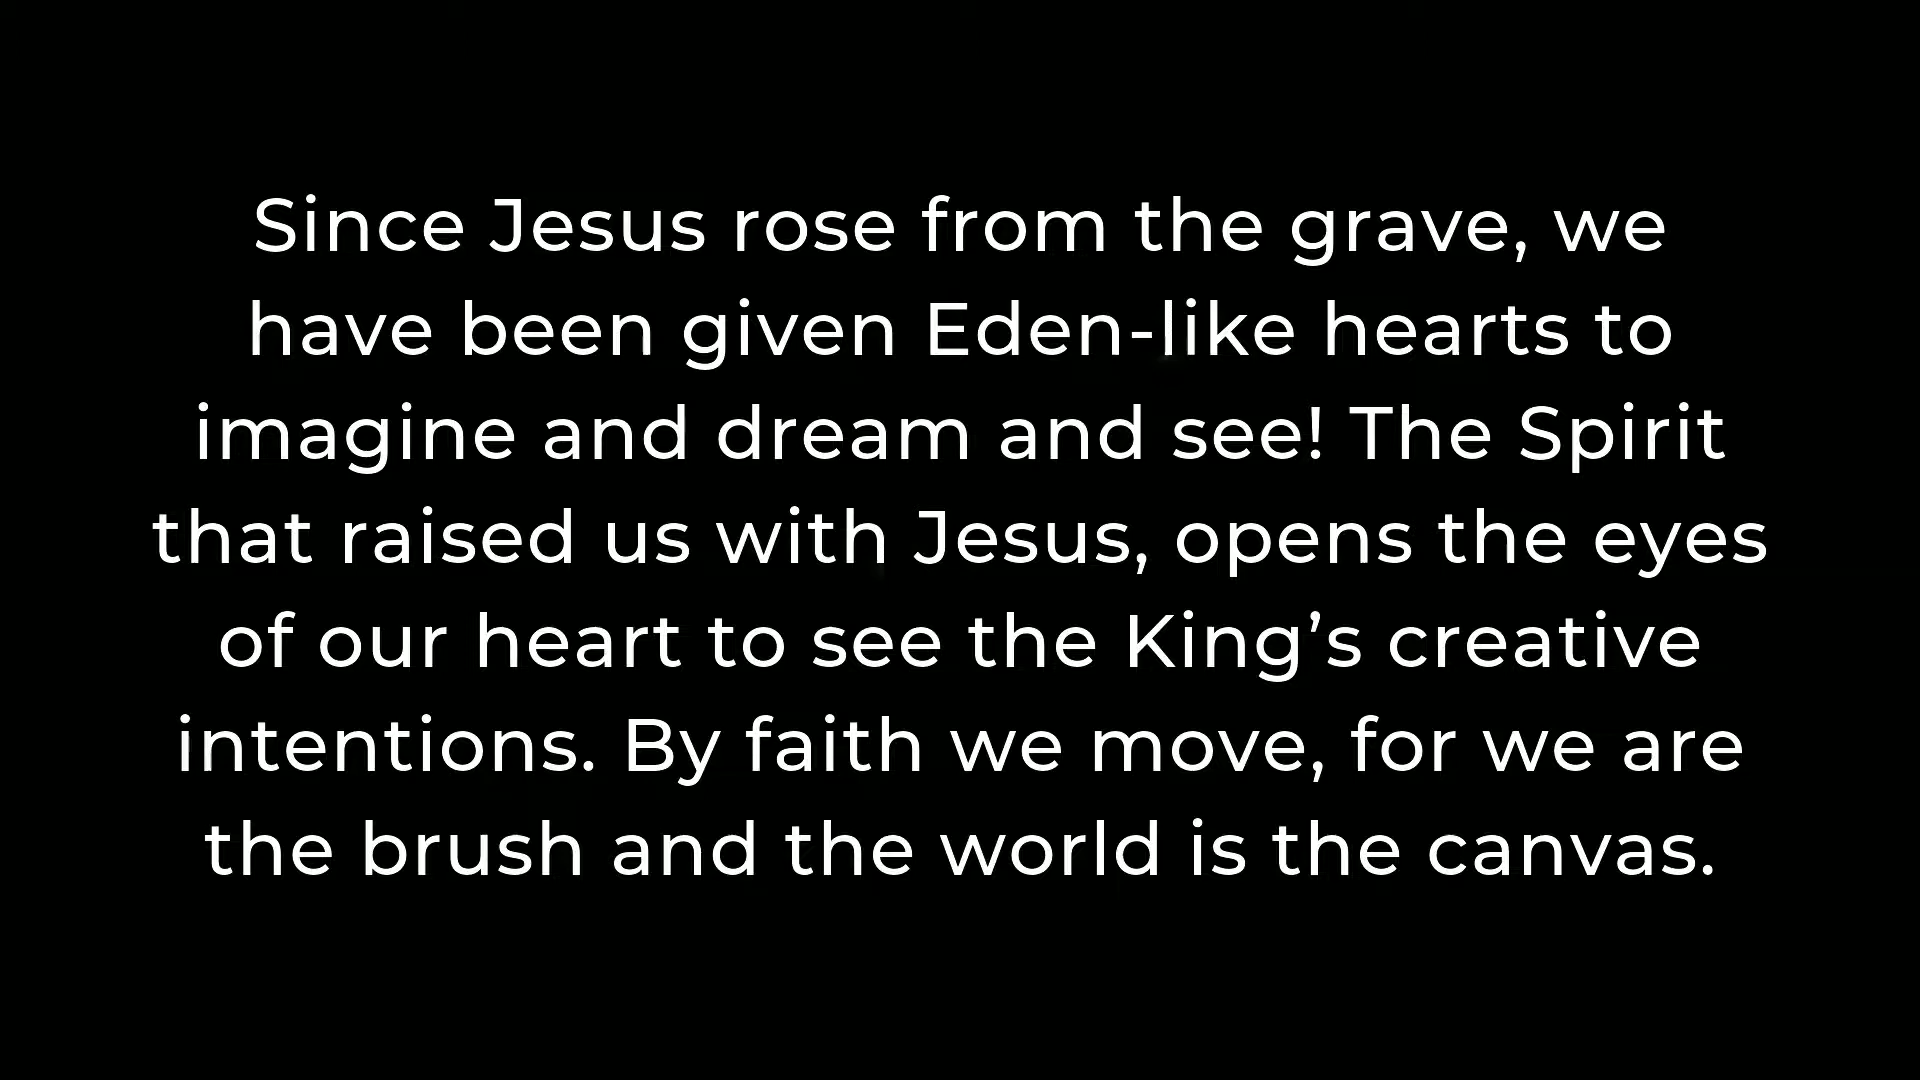 Since Jesus rose from the grave, we
have been given Eden-like hearts to
imagine and dream and see! The Spirit
that raised us with Jesus, opens the eyes
of our heart to see the King’s creative
intentions. By faith we move, for we are
the brush and the world is the canvas.